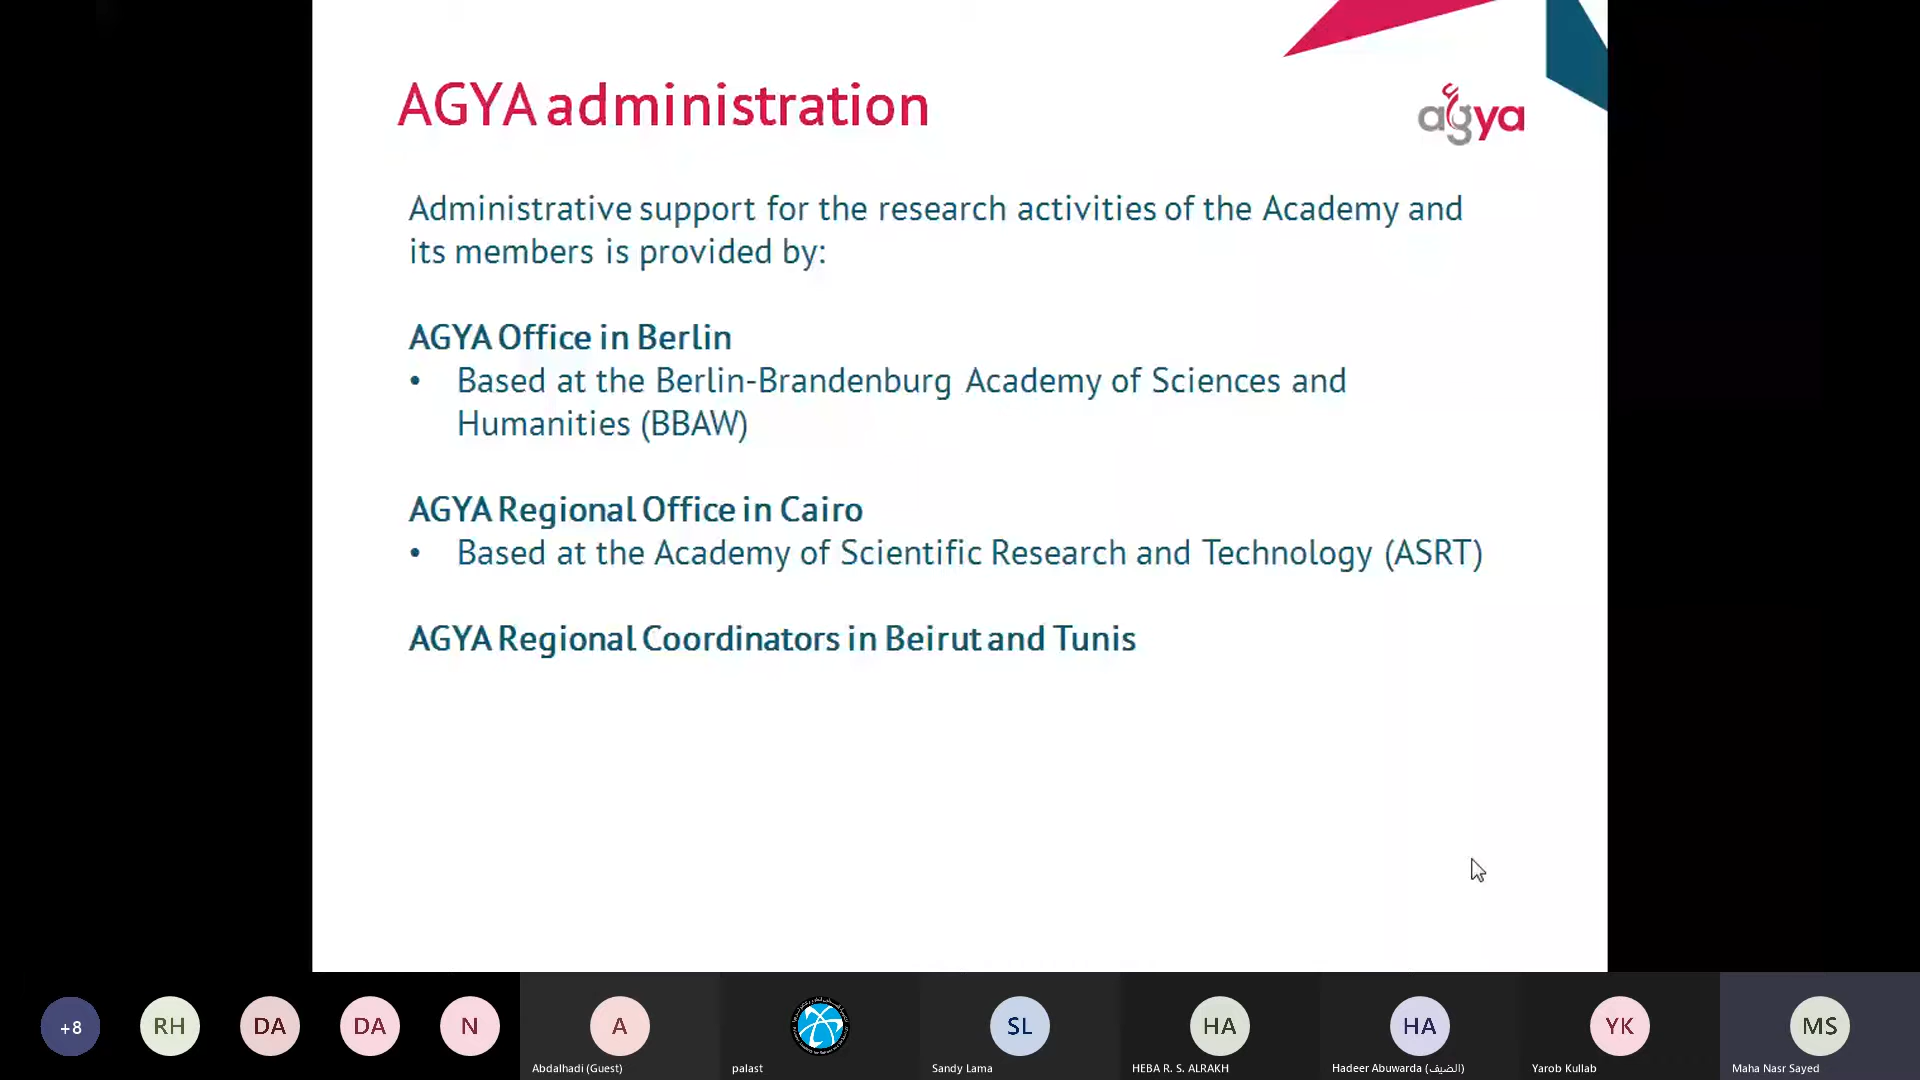 AGYA administration
agya
Administrative support for the research activities of the Academy and
its members is provided by:
AGYA Office in Berlin
• Based at the Berlin-Brandenburg Academy of Sciences and
Humanities (BBAW)
AGYA Regional Office in Cairo
• Based at the Academy of Scientific Research and Technology (ASRT)
AGYA Regional Coordinators in Beirut and Tunis
+8
RH
DA
DA
N
A
SL
HA
HA
YK
MS
Abdalhadi (Guest)
palast
Sandy Lama
HEBA R. S. ALRAKH
Hadeer Abuwarda (الضيف)
Yarob Kullab
Maha Nasr Sayed